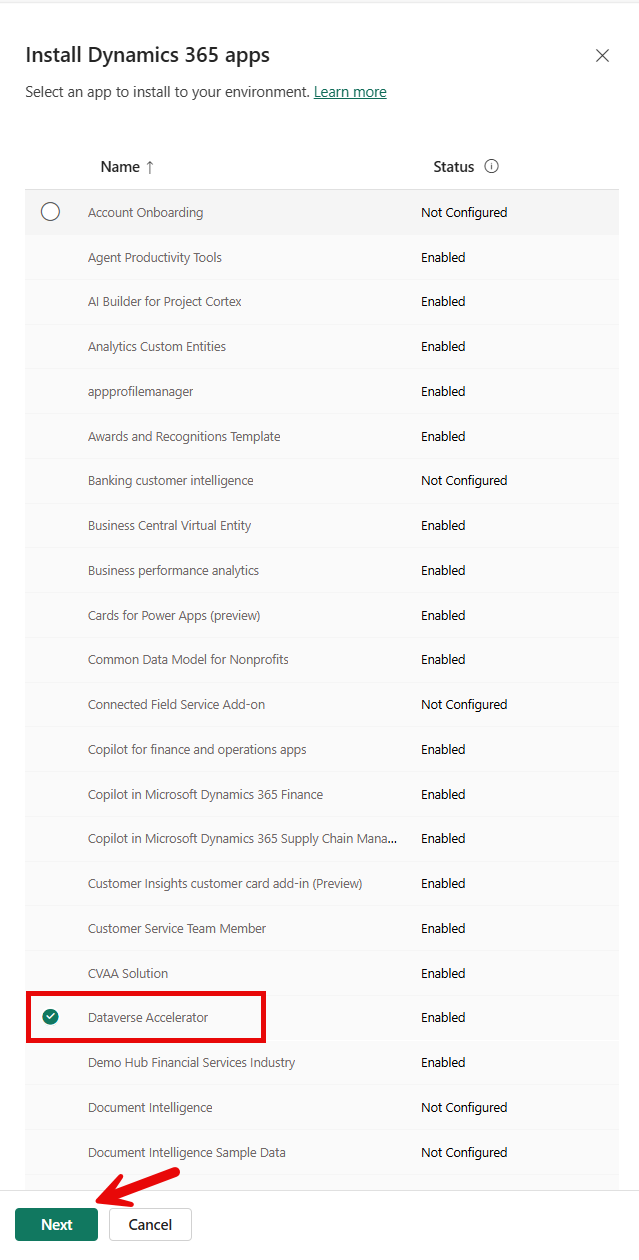 Install Dynamics 365 apps
Select an app to install to your environment. Learn more
Name ↑ Status
Account Onboarding Not Configured
Agent Productivity Tools Enabled
AI Builder for Project Cortex Enabled
Analytics Custom Entities Enabled
appprofilemanager Enabled
Awards and Recognitions Template Enabled
Banking customer intelligence Not Configured
Business Central Virtual Entity Enabled
Business performance analytics Enabled
Cards for Power Apps (preview) Enabled
Common Data Model for Nonprofits Enabled
Connected Field Service Add-on Not Configured
Copilot for finance and operations apps Enabled
Copilot in Microsoft Dynamics 365 Finance Enabled
Copilot in Microsoft Dynamics 365 Supply Chain Mana... Enabled
Customer Insights customer card add-in (Preview) Enabled
Customer Service Team Member Enabled
CVAA Solution Enabled
Dataverse Accelerator Enabled
Demo Hub Financial Services Industry Enabled
Document Intelligence Not Configured
Document Intelligence Sample Data Not Configured
Next Cancel